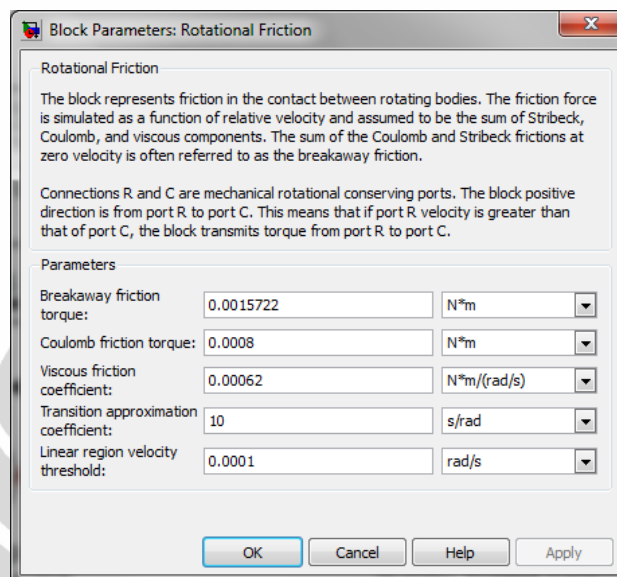 Block Parameters: Rotational Friction
X
Rotational Friction
The block represents friction in the contact between rotating bodies. The friction force
is simulated as a function of relative velocity and assumed to be the sum of Stribeck,
Coulomb, and viscous components. The sum of the Coulomb and Stribeck frictions at
zero velocity is often referred to as the breakaway friction.
Connections R and C are mechanical rotational conserving ports. The block positive
direction is from port R to port C. This means that if port R velocity is greater than
that of port C, the block transmits torque from port R to port C.
Parameters
Breakaway friction
torque: 0.0015722 N*m
Coulomb friction torque: 0.0008 N*m
Viscous friction
coefficient: 0.00062 N*m/(rad/s)
Transition approximation
coefficient: 10 s/rad
Linear region velocity
threshold: 0.0001 rad/s
OK Cancel Help Apply